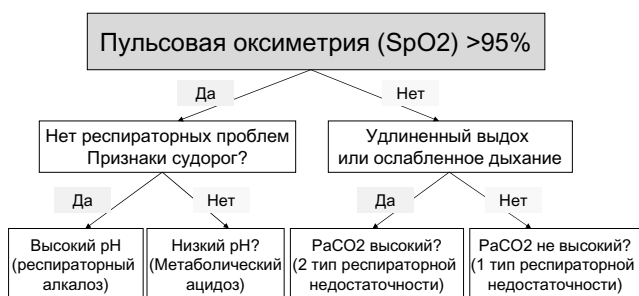 Пульсовая оксиметрия (SpO2) >95%
Да
Нет
Нет респираторных проблем
Признаки судорог?
Удлиненный выдох
или ослабленное дыхание
Да
Нет
Да
Нет
Высокий pH
(респираторный
алкалоз)
Низкий pH?
(Метаболический
ацидоз)
PaCO2 высокий?
(2 тип респираторной
недостаточности)
PaCO2 не высокий?
(1 тип респираторной
недостаточности)